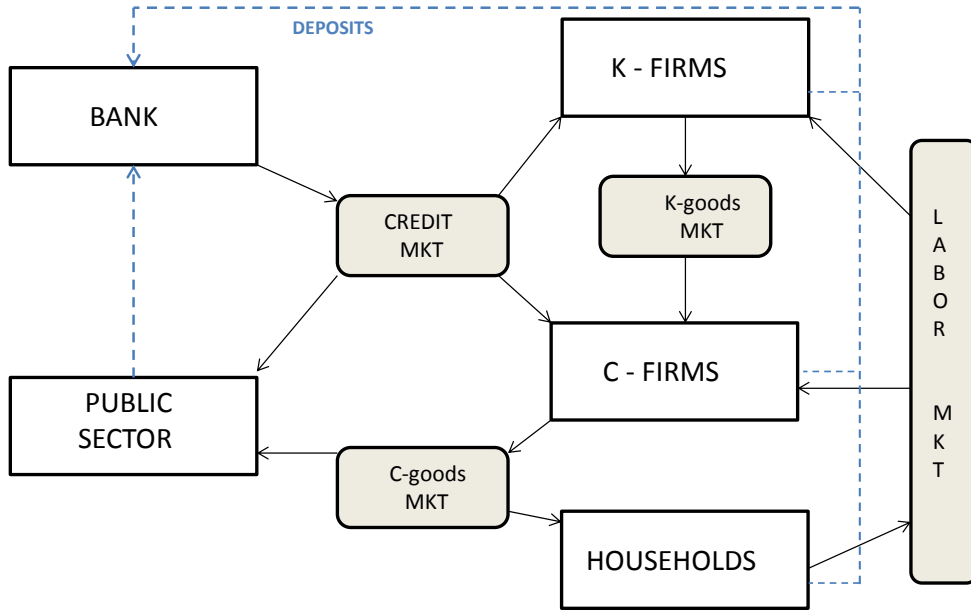 DEPOSITS
K - FIRMS
BANK
K-goods
MKT
CREDIT
MKT
C - FIRMS
PUBLIC
SECTOR
C-goods
MKT
HOUSEHOLDS
L
A
B
O
R
M
K
T